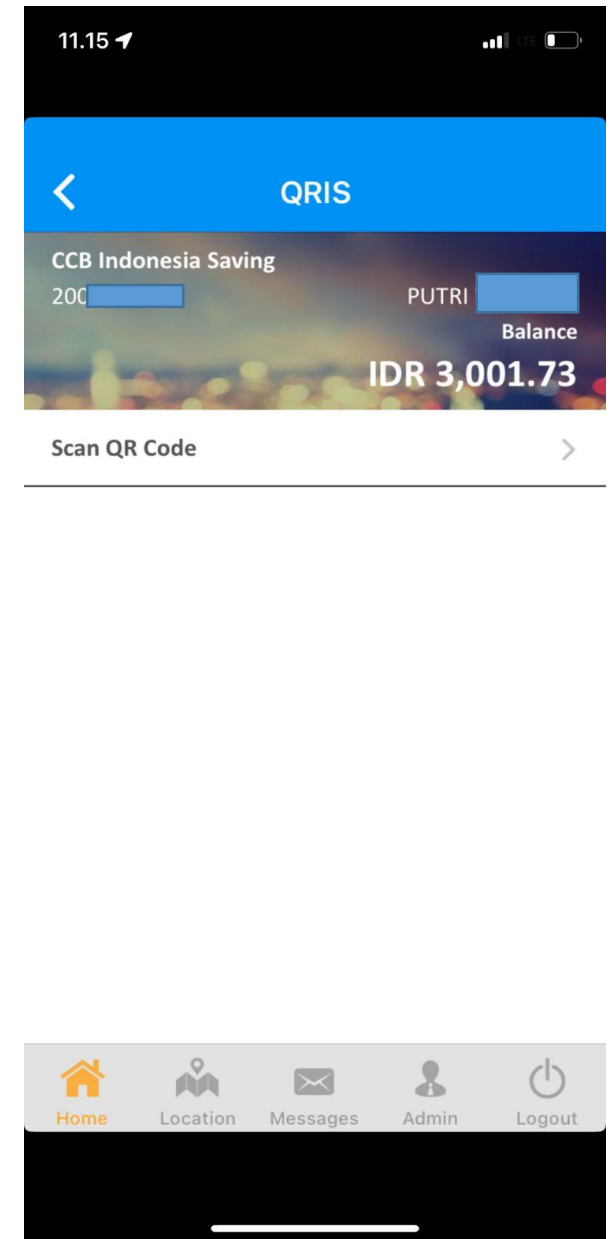 11.15
LTE
QRIS
CCB Indonesia Saving
200
PUTRI
Balance
IDR 3,001.73
Scan QR Code
Home Location Messages Admin Logout